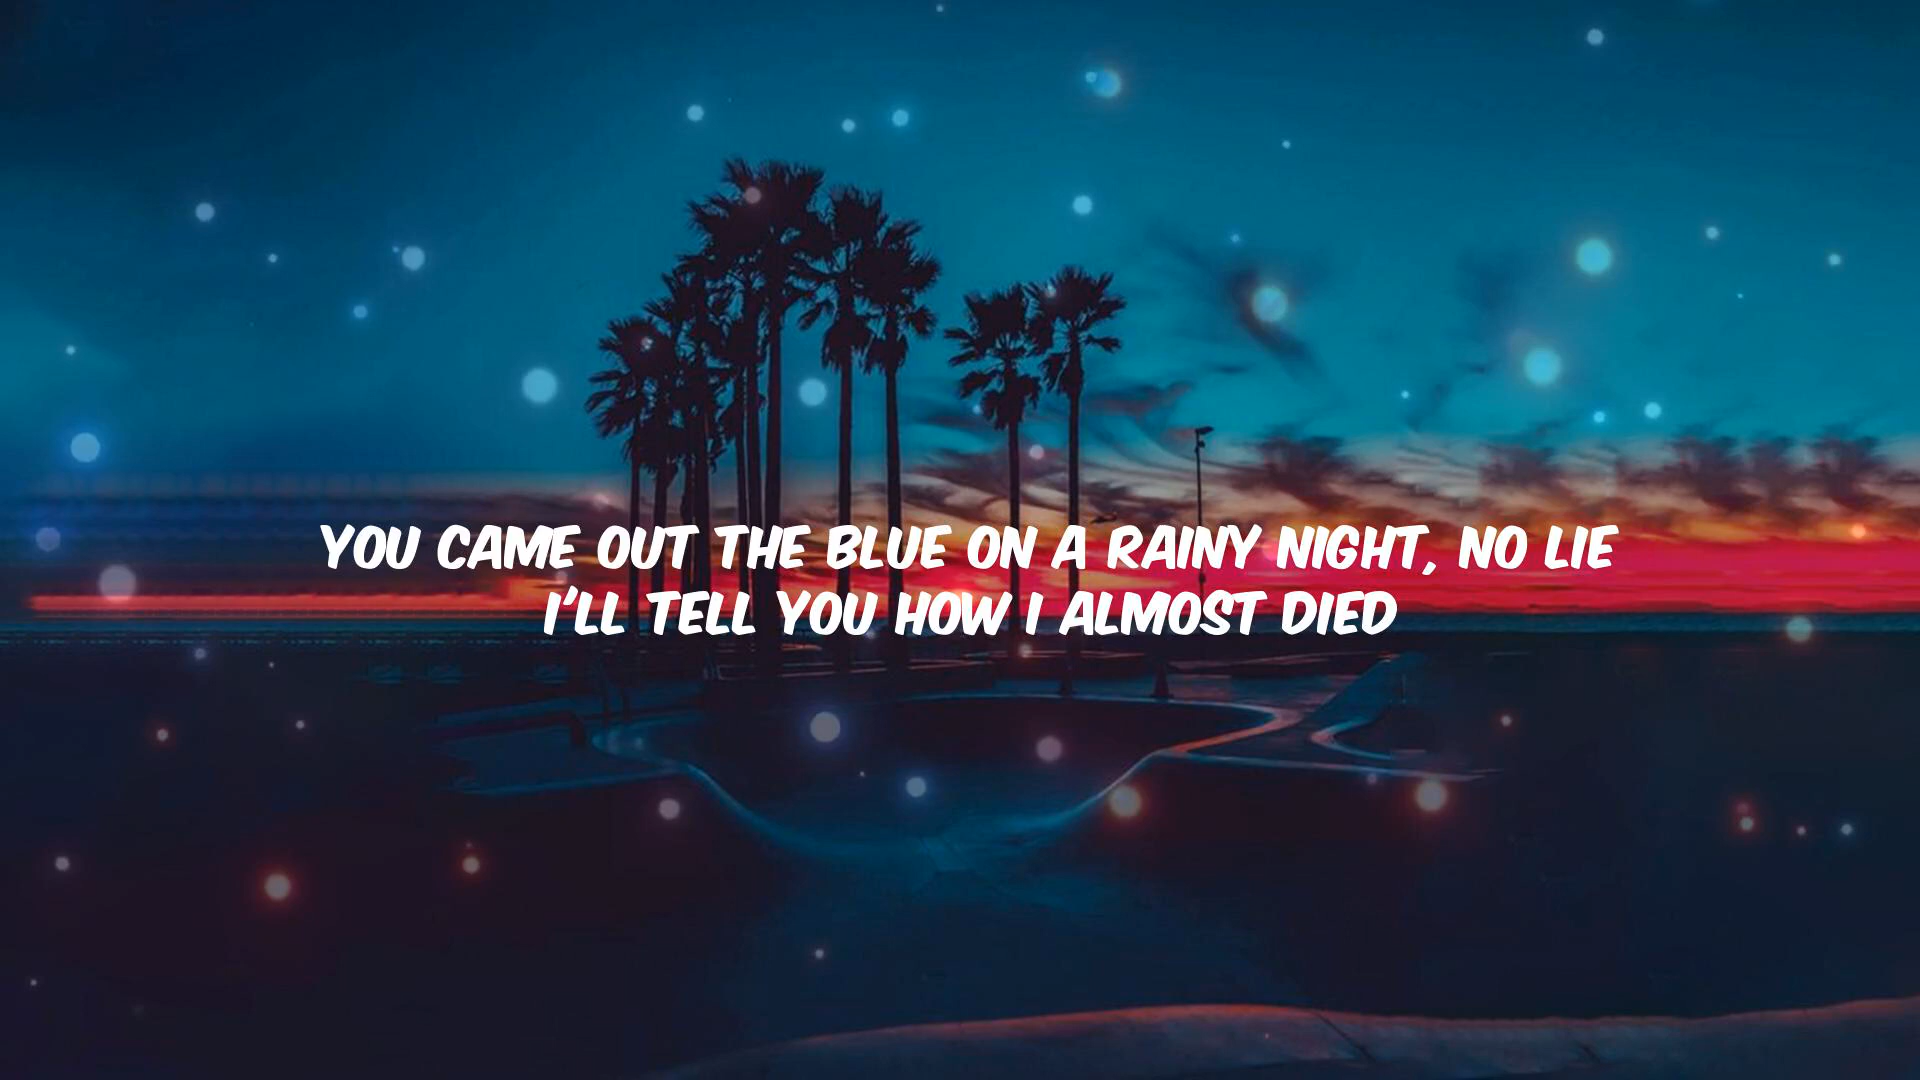 YOU CAME OUT THE BLUE ON A RAINY NIGHT, NO LIE
I'LL TELL YOU HOW I ALMOST DIED